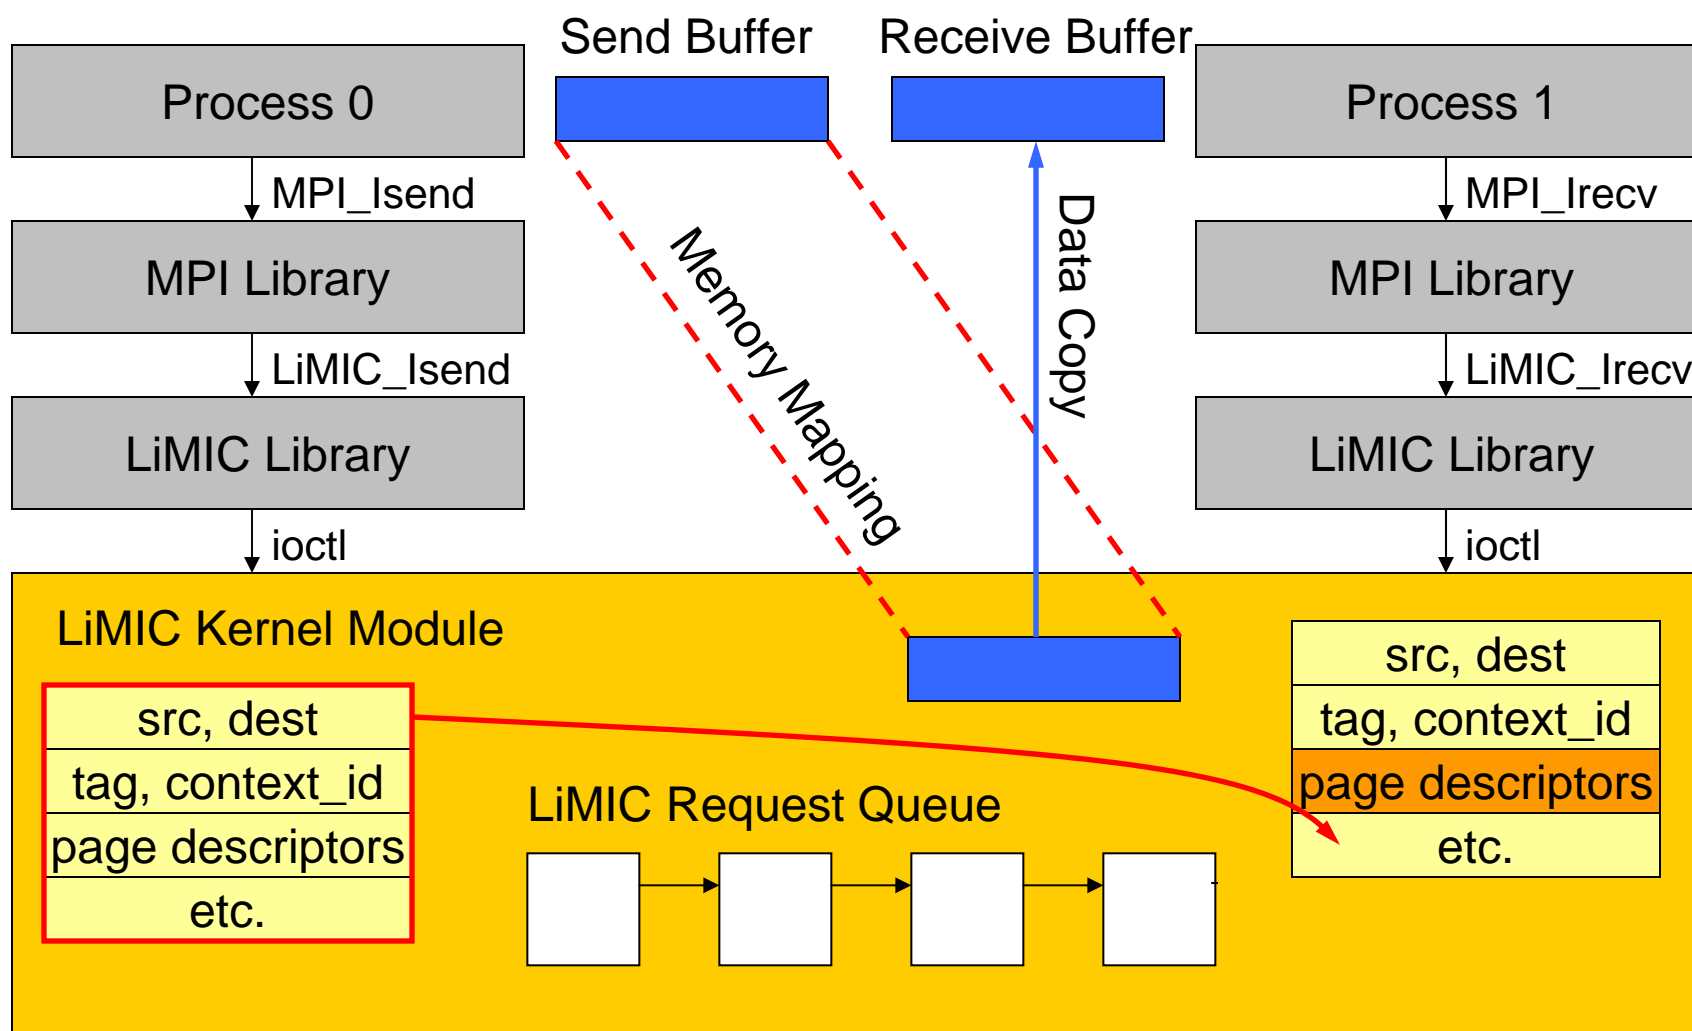 Send Buffer
Receive Buffer
Process 0
Process 1
MPI_Isend
MPI_Irecv
MPI Library
MPI Library
Memory Mapping
Data Copy
LiMIC_Isend
LiMIC_Irecv
LiMIC Library
LiMIC Library
ioctl
ioctl
LiMIC Kernel Module
src, dest
tag, context_id
page descriptors
etc.
LiMIC Request Queue
src, dest
tag, context_id
page descriptors
etc.